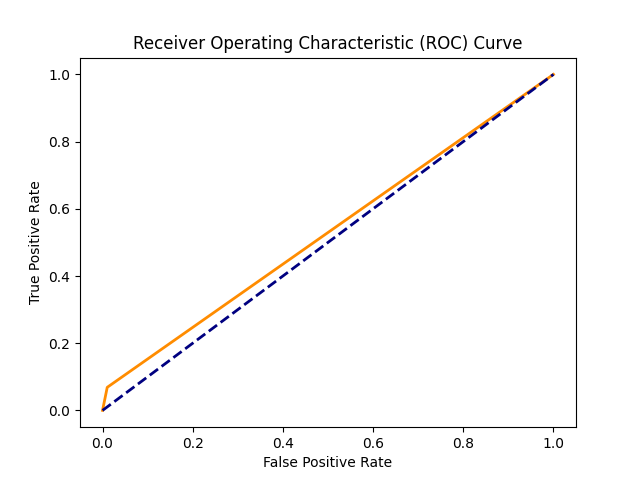 Receiver Operating Characteristic (ROC) Curve
1.0
0.8
0.6
0.4
0.2
0.0
True Positive Rate
0.0 0.2 0.4 0.6 0.8 1.0
False Positive Rate